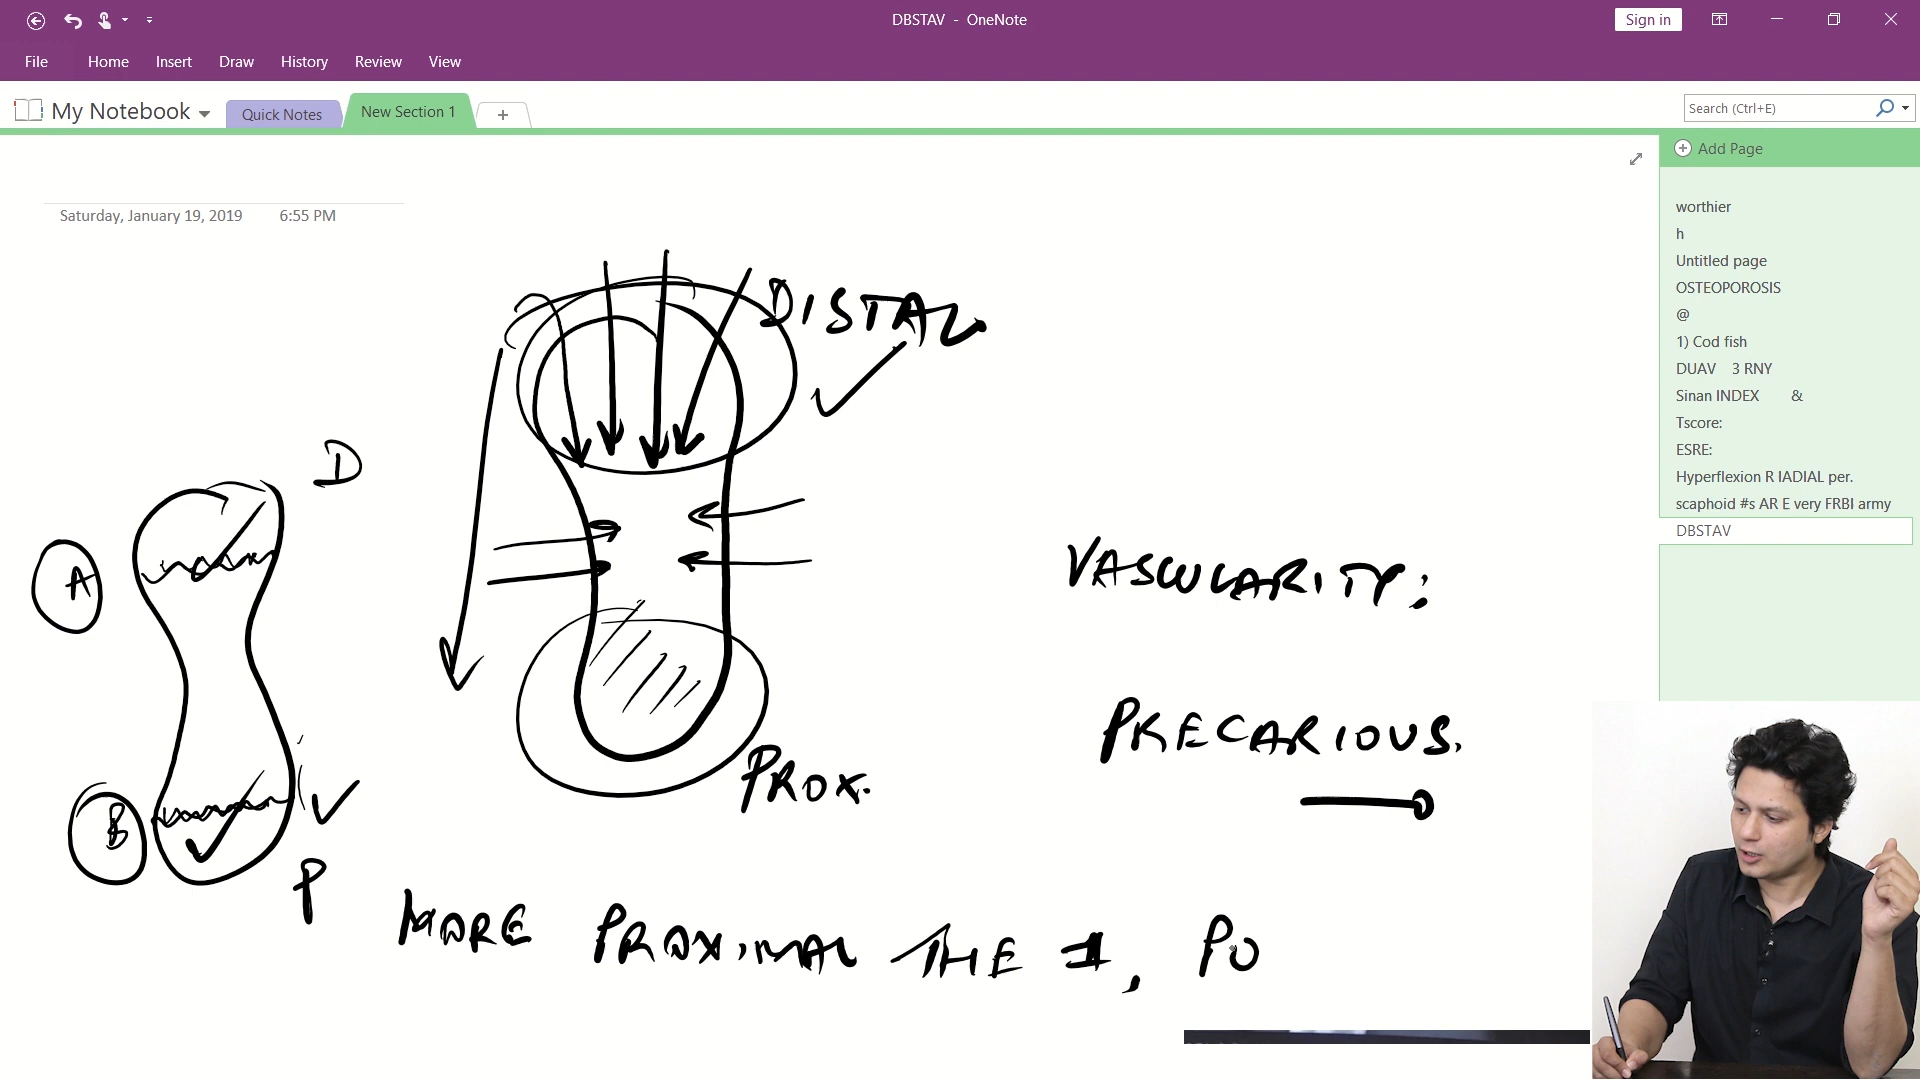 DBSTAV - OneNote
Sign in
File Home Insert Draw History Review View
My Notebook Quick Notes New Section 1 +
Search (Ctrl+E)
Add Page
Saturday, January 19, 2019 6:55 PM
worthier
h
Untitled page
OSTEOPOROSIS
@
1) Cod fish
DUAV 3 RNY
Sinan INDEX &
Tscore:
ESRE:
Hyperflexion R IADIAL per.
scaphoid #s AR E very FRBI army
DBSTAV
DISTAL
D
A
VASCULARITY:
PRECARIOUS.
PROX.
B
P
MORE PROXIMAL THE #, PO